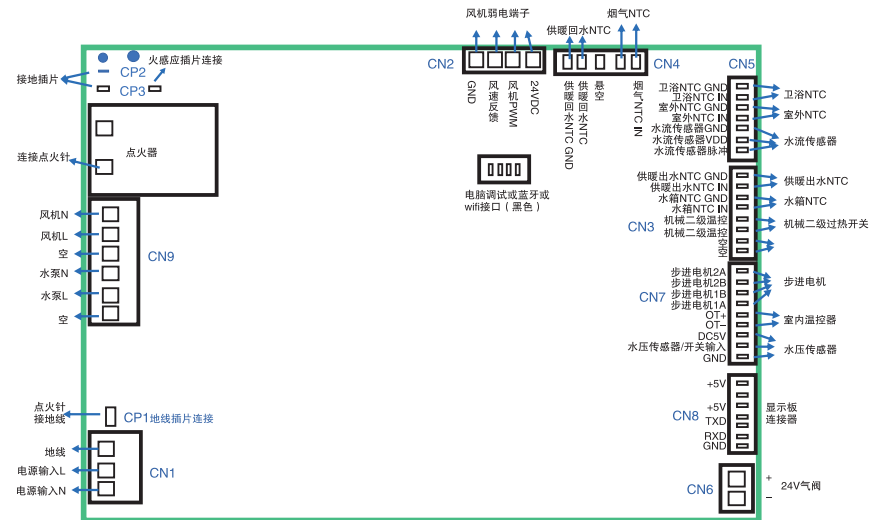 风机弱电端子
烟气NTC
供暖回水NTC
火感应插片连接
CP2
接地插片
CP3
CN2
CN4
CN5
GND
风速反馈
风机PWM
24VDC
供暖回水NTC GND
供暖回水NTC
悬空
烟气NTC IN
卫浴NTC GND
卫浴NTC IN
室外NTC GND
室外NTC IN
水流传感器GND
水流传感器VDD
水流传感器脉冲
卫浴NTC
室外NTC
水流传感器
点火器
连接点火针
电脑调试或蓝牙或
wifi接口（黑色）
供暖出水NTC GND
供暖出水NTC IN
水箱NTC GND
水箱NTC IN
机械二级温控
机械二级温控
空
空
CN3
供暖出水NTC
水箱NTC
机械二级过热开关
风机N
风机L
空
水泵N
水泵L
空
CN9
步进电机2A
步进电机2B
步进电机1B
步进电机1A
OT+
OT−
DC5V
水压传感器/开关输入
GND
CN7
步进电机
室内温控器
水压传感器
+5V
+5V
TXD
RXD
GND
CN8
显示板
连接器
点火针
接地线
CP1地线插片连接
地线
电源输入L
电源输入N
CN1
CN6
+
−
24V气阀